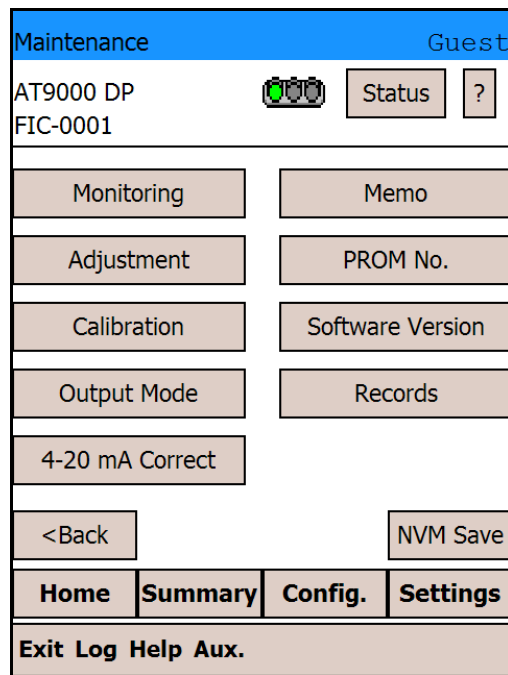 Maintenance Guest
AT9000 DP Status ?
FIC-0001
Monitoring Memo
Adjustment PROM No.
Calibration Software Version
Output Mode Records
4-20 mA Correct
<Back NVM Save
Home Summary Config. Settings
Exit Log Help Aux.